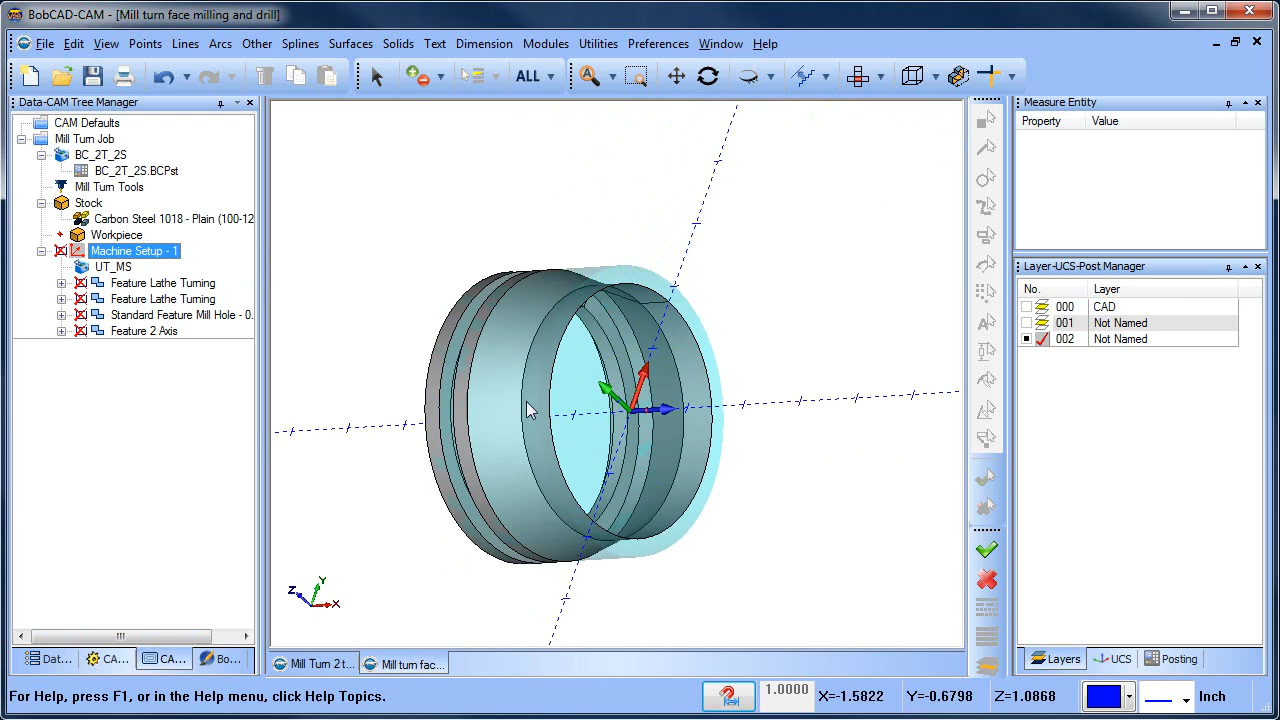 BobCAD-CAM - [Mill turn face milling and drill]
File Edit View Points Lines Arcs Other Splines Surfaces Solids Text Dimension Modules Utilities Preferences Window Help
ALL
Data-CAM Tree Manager
CAM Defaults
Mill Turn Job
BC_2T_2S
BC_2T_2S.BCPst
Mill Turn Tools
Stock
Carbon Steel 1018 - Plain (100-12
Workpiece
Machine Setup - 1
UT_MS
Feature Lathe Turning
Feature Lathe Turning
Standard Feature Mill Hole - 0.
Feature 2 Axis
Dat... CA... CA... Bo...
Z Y X
Mill Turn 2 t... Mill turn fac...
Measure Entity
Property Value
Layer-UCS-Post Manager
No. Layer
000 CAD
001 Not Named
002 Not Named
Layers UCS Posting
For Help, press F1, or in the Help menu, click Help Topics.
1.0000 X=-1.5822 Y=-0.6798 Z=1.0868 Inch